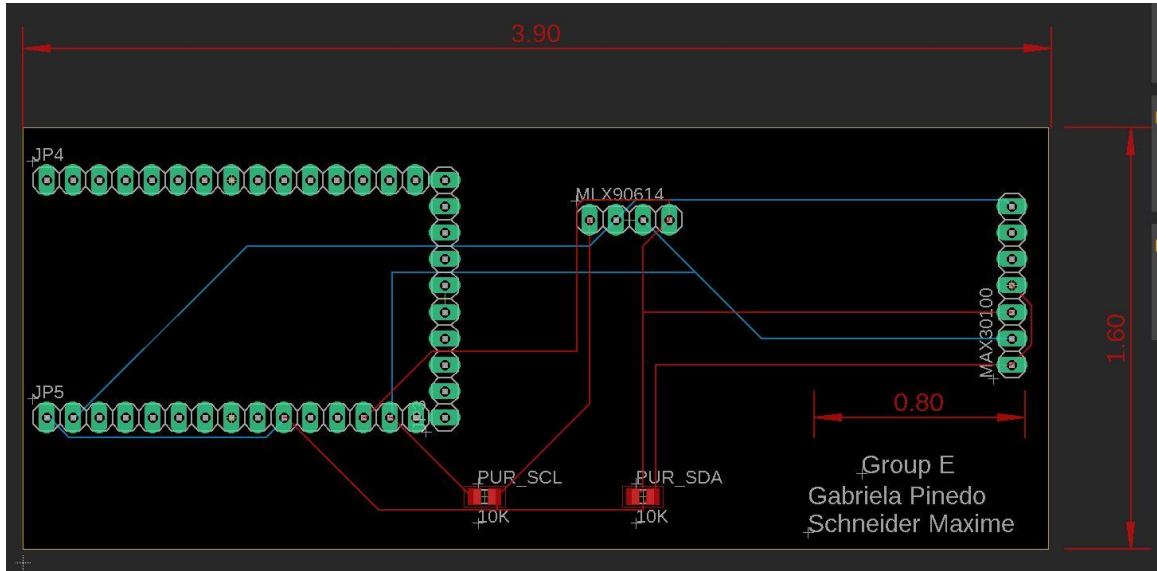 3.90
JP4
MLX90614
MAX30100
1.60
JP5
0.80
PUR_SCL
PUR_SDA
10K
10K
Group E
Gabriela Pinedo
Schneider Maxime